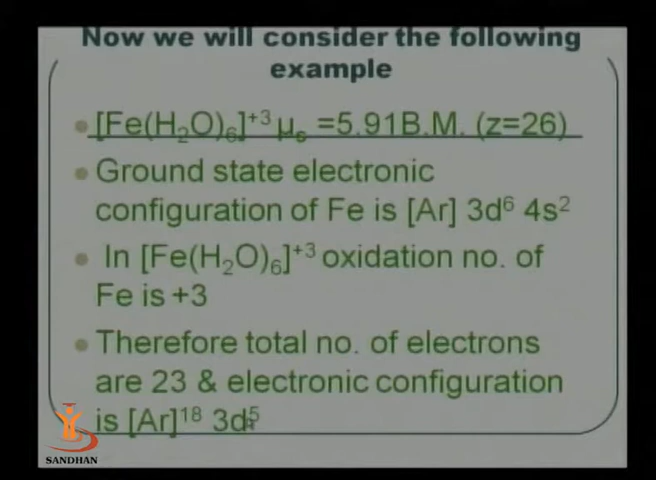 Now we will consider the following
example
[Fe(H₂O)₆]⁺³ μₛ =5.91B.M. (z=26)
Ground state electronic
configuration of Fe is [Ar] 3d⁶ 4s²
In [Fe(H₂O)₆]⁺³ oxidation no. of
Fe is +3
Therefore total no. of electrons
are 23 & electronic configuration
is [Ar]¹⁸ 3d⁵
SANDHAN